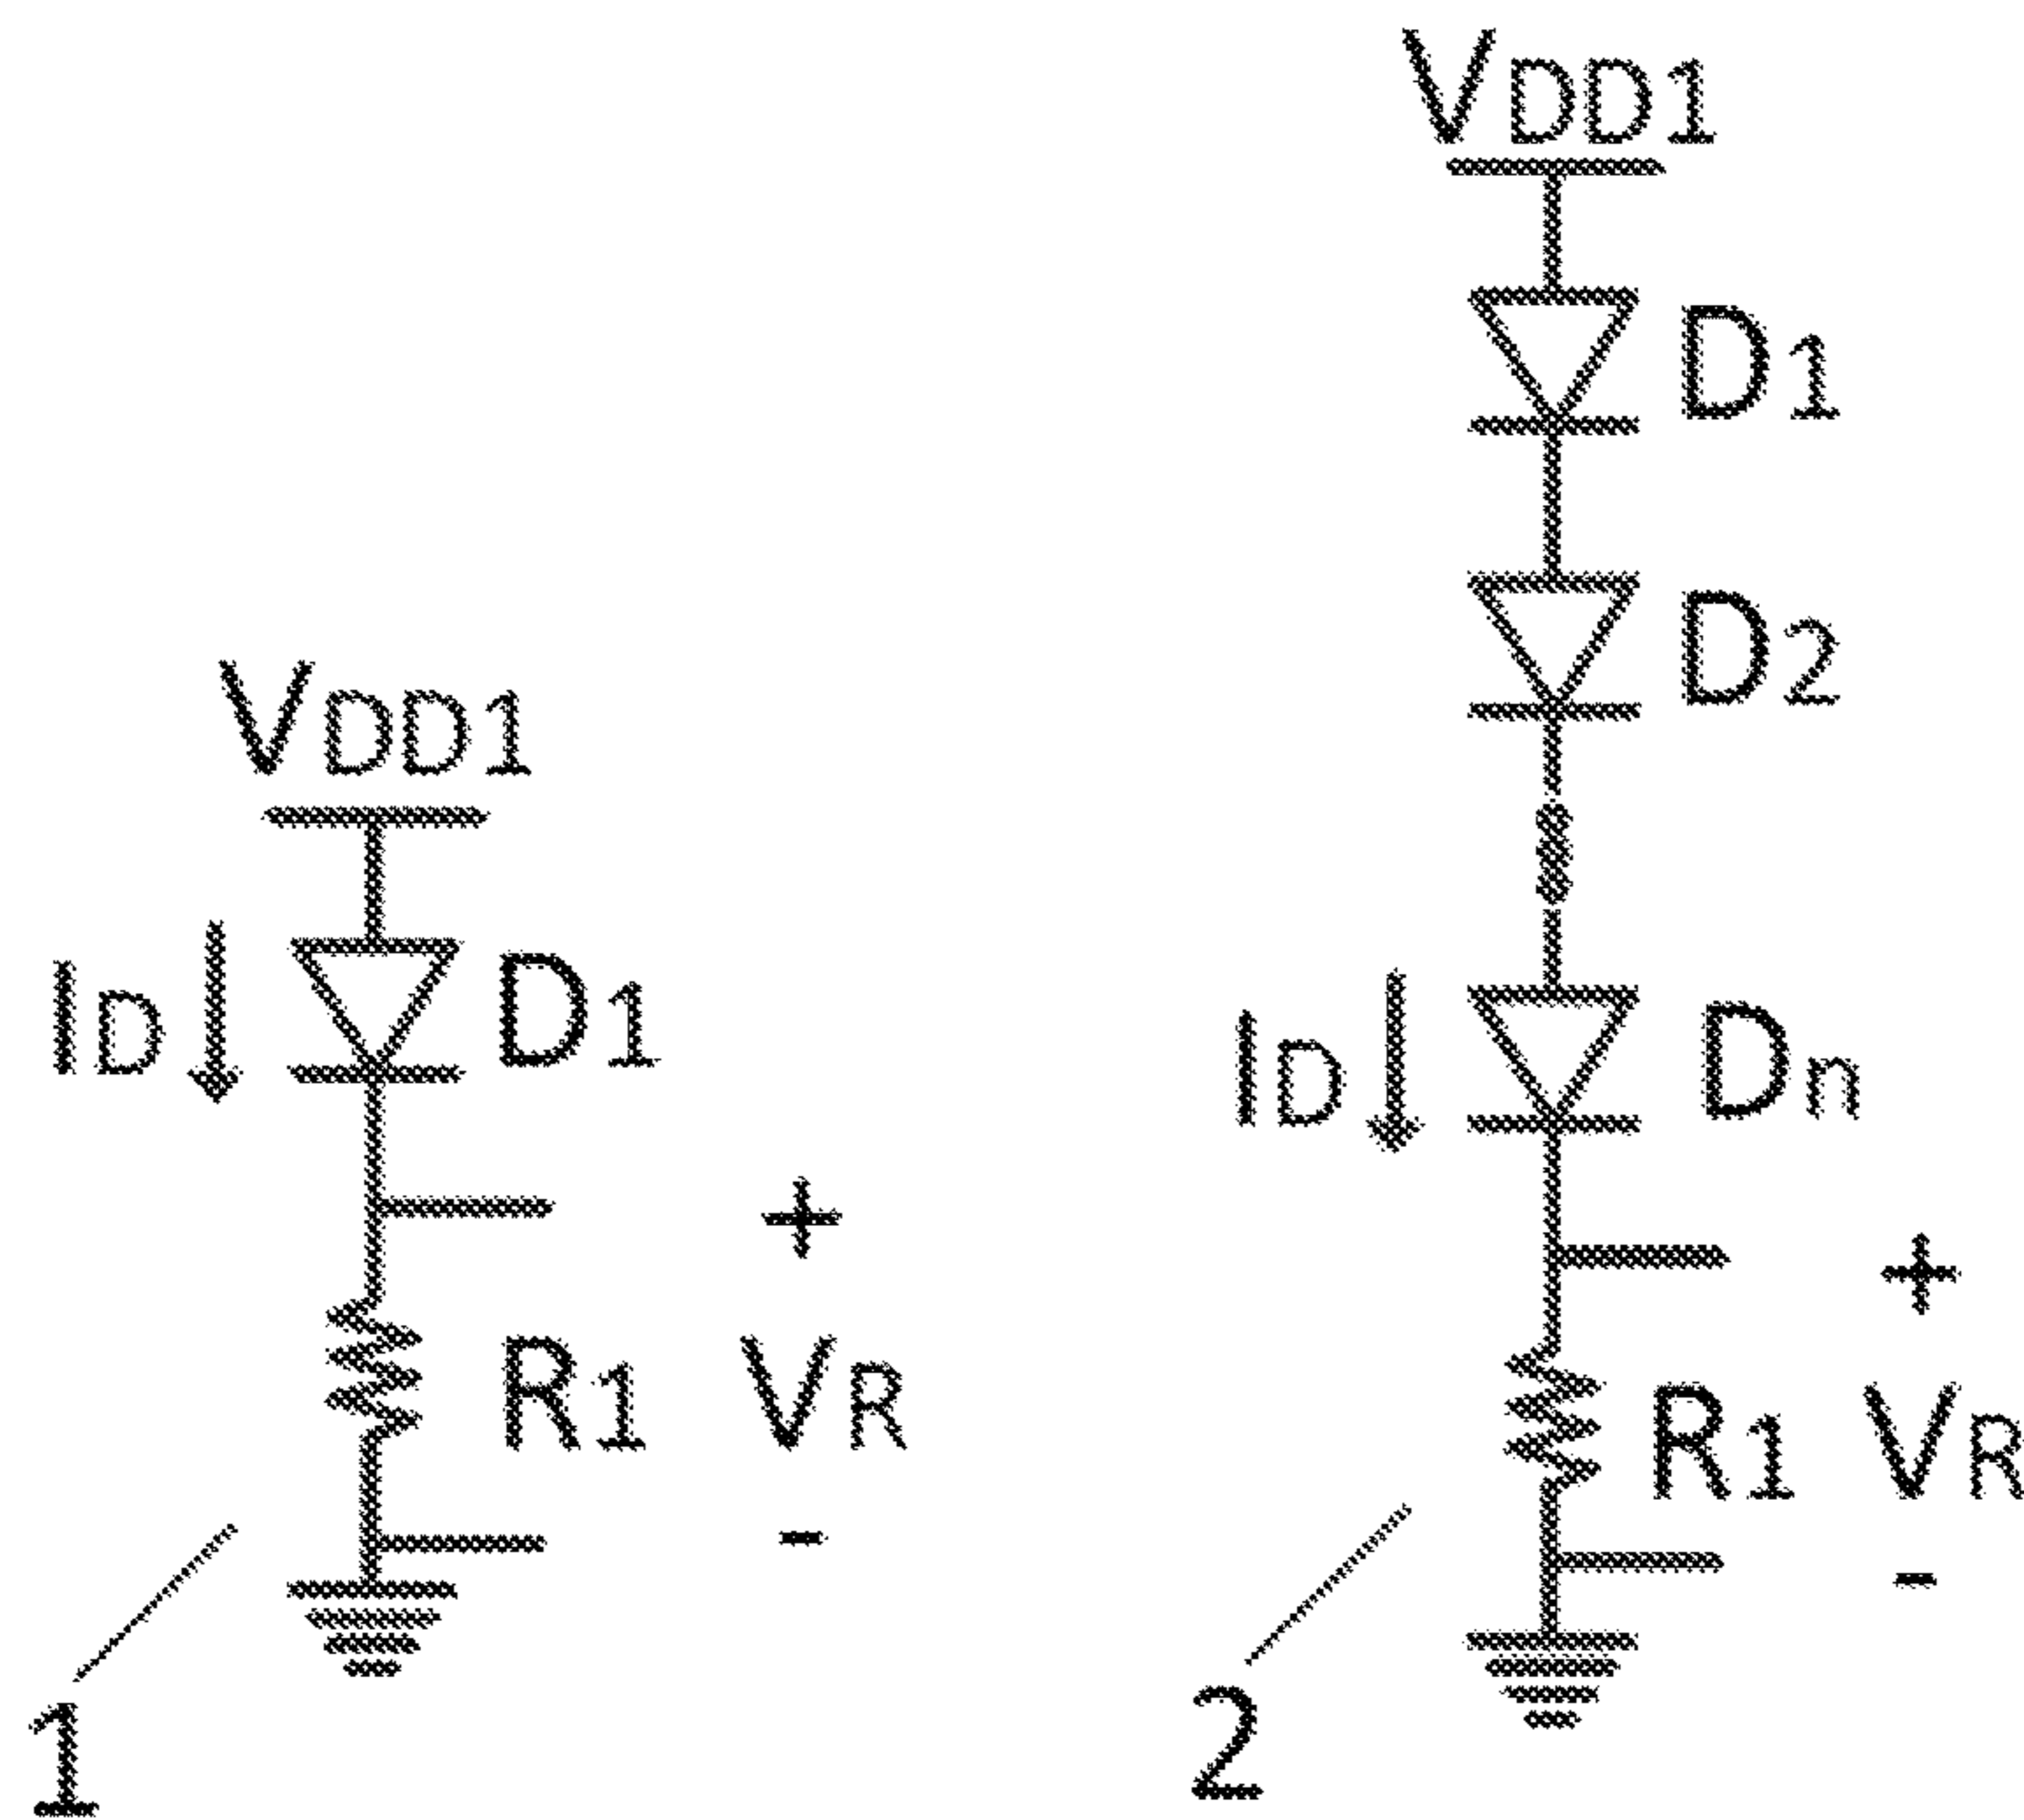 VDD1
ID
D1
+
R1
VR
-
1
VDD1
D1
D2
ID
Dn
+
R1
VR
-
2